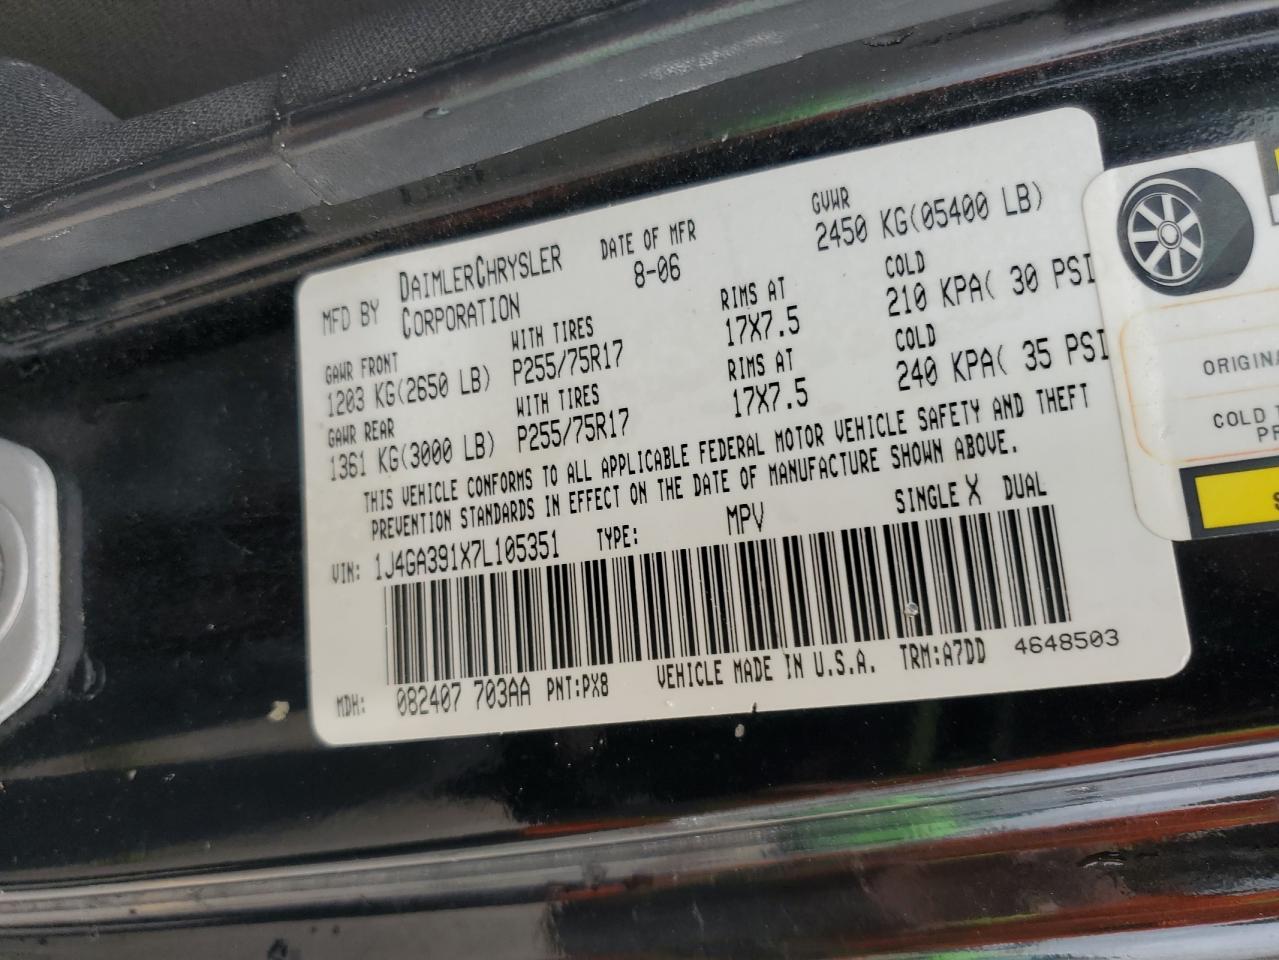 MFD BY DAIMLERCHRYSLER CORPORATION
DATE OF MFR
8-06
GVWR
2450 KG(05400 LB)
GAWR FRONT WITH TIRES RIMS AT COLD
1203 KG(2650 LB) P255/75R17 17X7.5 210 KPA( 30 PSI
GAWR REAR WITH TIRES RIMS AT COLD
1361 KG(3000 LB) P255/75R17 17X7.5 240 KPA( 35 PSI
THIS VEHICLE CONFORMS TO ALL APPLICABLE FEDERAL MOTOR VEHICLE SAFETY AND THEFT
PREVENTION STANDARDS IN EFFECT ON THE DATE OF MANUFACTURE SHOWN ABOVE.
VIN: 1J4GA391X7L105351 TYPE: MPV SINGLE X DUAL
MDH: 082407 703AA PNT:PX8 VEHICLE MADE IN U.S.A. TRM:A7DD 4648503
COLD